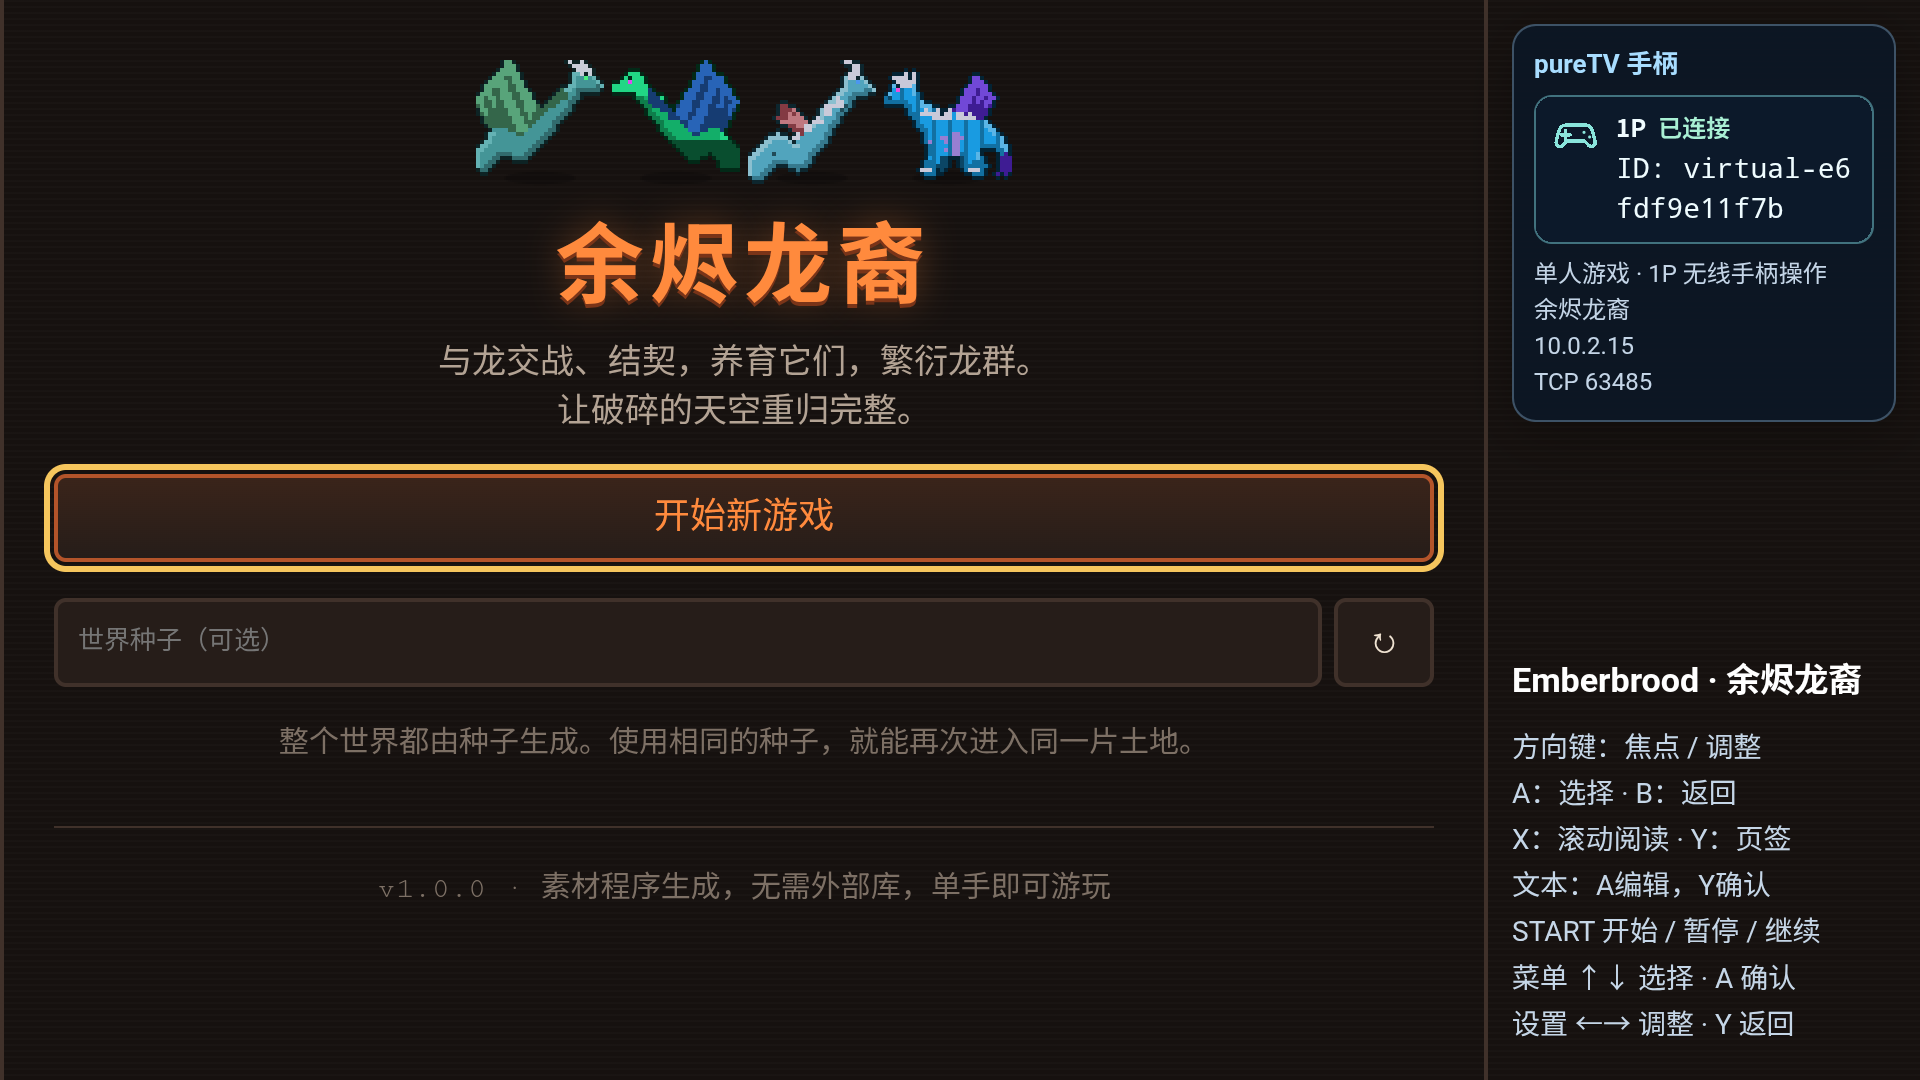 余烬龙裔
与龙交战、结契，养育它们，繁衍龙群。
让破碎的天空重归完整。
开始新游戏
世界种子（可选）
整个世界都由种子生成。使用相同的种子，就能再次进入同一片土地。
v1.0.0 · 素材程序生成，无需外部库，单手即可游玩
pureTV 手柄
1P 已连接
ID: virtual-e6
fdf9e11f7b
单人游戏 · 1P 无线手柄操作
余烬龙裔
10.0.2.15
TCP 63485
Emberbrood · 余烬龙裔
方向键：焦点 / 调整
A：选择 · B：返回
X：滚动阅读 · Y：页签
文本：A编辑，Y确认
START 开始 / 暂停 / 继续
菜单 ↑↓ 选择 · A 确认
设置 ←→ 调整 · Y 返回